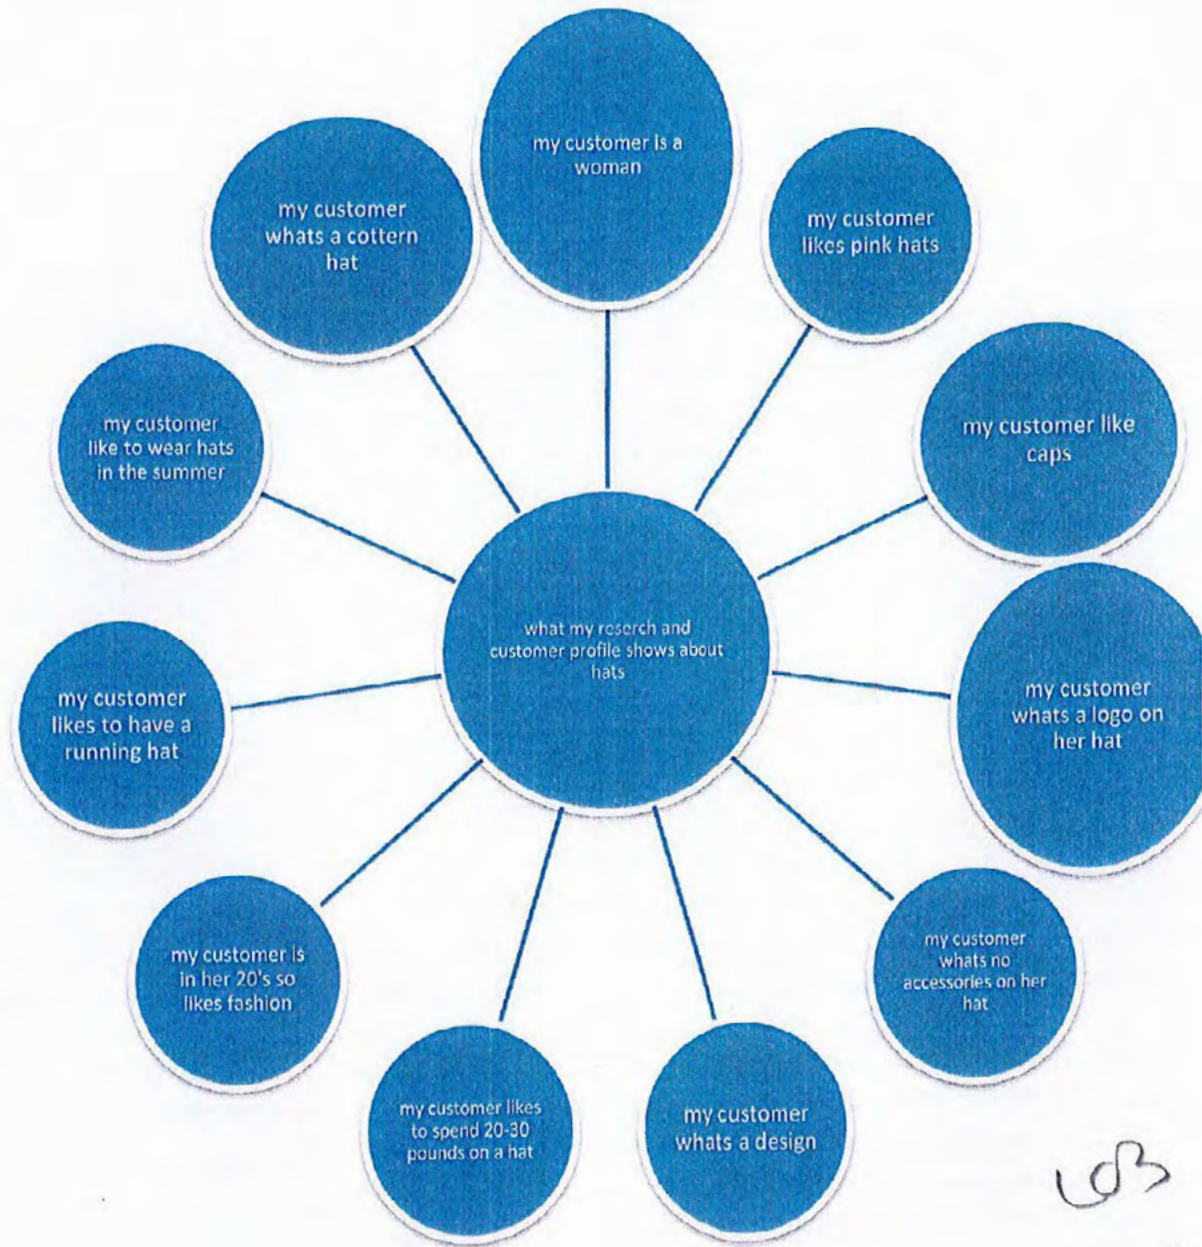 my customer is a
woman
my customer
likes pink hats
my customer like
caps
my customer
whats a logo on
her hat
my customer
whats no
accessories on her
hat
my customer
whats a design
my customer likes
to spend 20-30
pounds on a hat
my customer is
in her 20's so
likes fashion
my customer
likes to have a
running hat
my customer
like to wear hats
in the summer
my customer
whats a cottern
hat
what my reserch and
customer profile shows about
hats